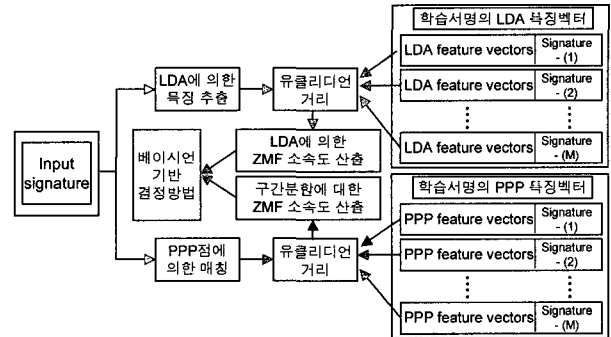 학습서명의 LDA 특징벡터
LDA feature vectors
Signature
- (1)
LDA feature vectors
Signature
- (2)
LDA feature vectors
Signature
- (M)
LDA에 의한
특징 추출
유클리디언
거리
Input
signature
베이시언
기반
결정방법
LDA에 의한
ZMF 소속도 산출
구간분할에 대한
ZMF 소속도 산출
PPP점에
의한 매칭
유클리디언
거리
학습서명의 PPP 특징벡터
PPP feature vectors
Signature
- (1)
PPP feature vectors
Signature
- (2)
PPP feature vectors
Signature
- (M)